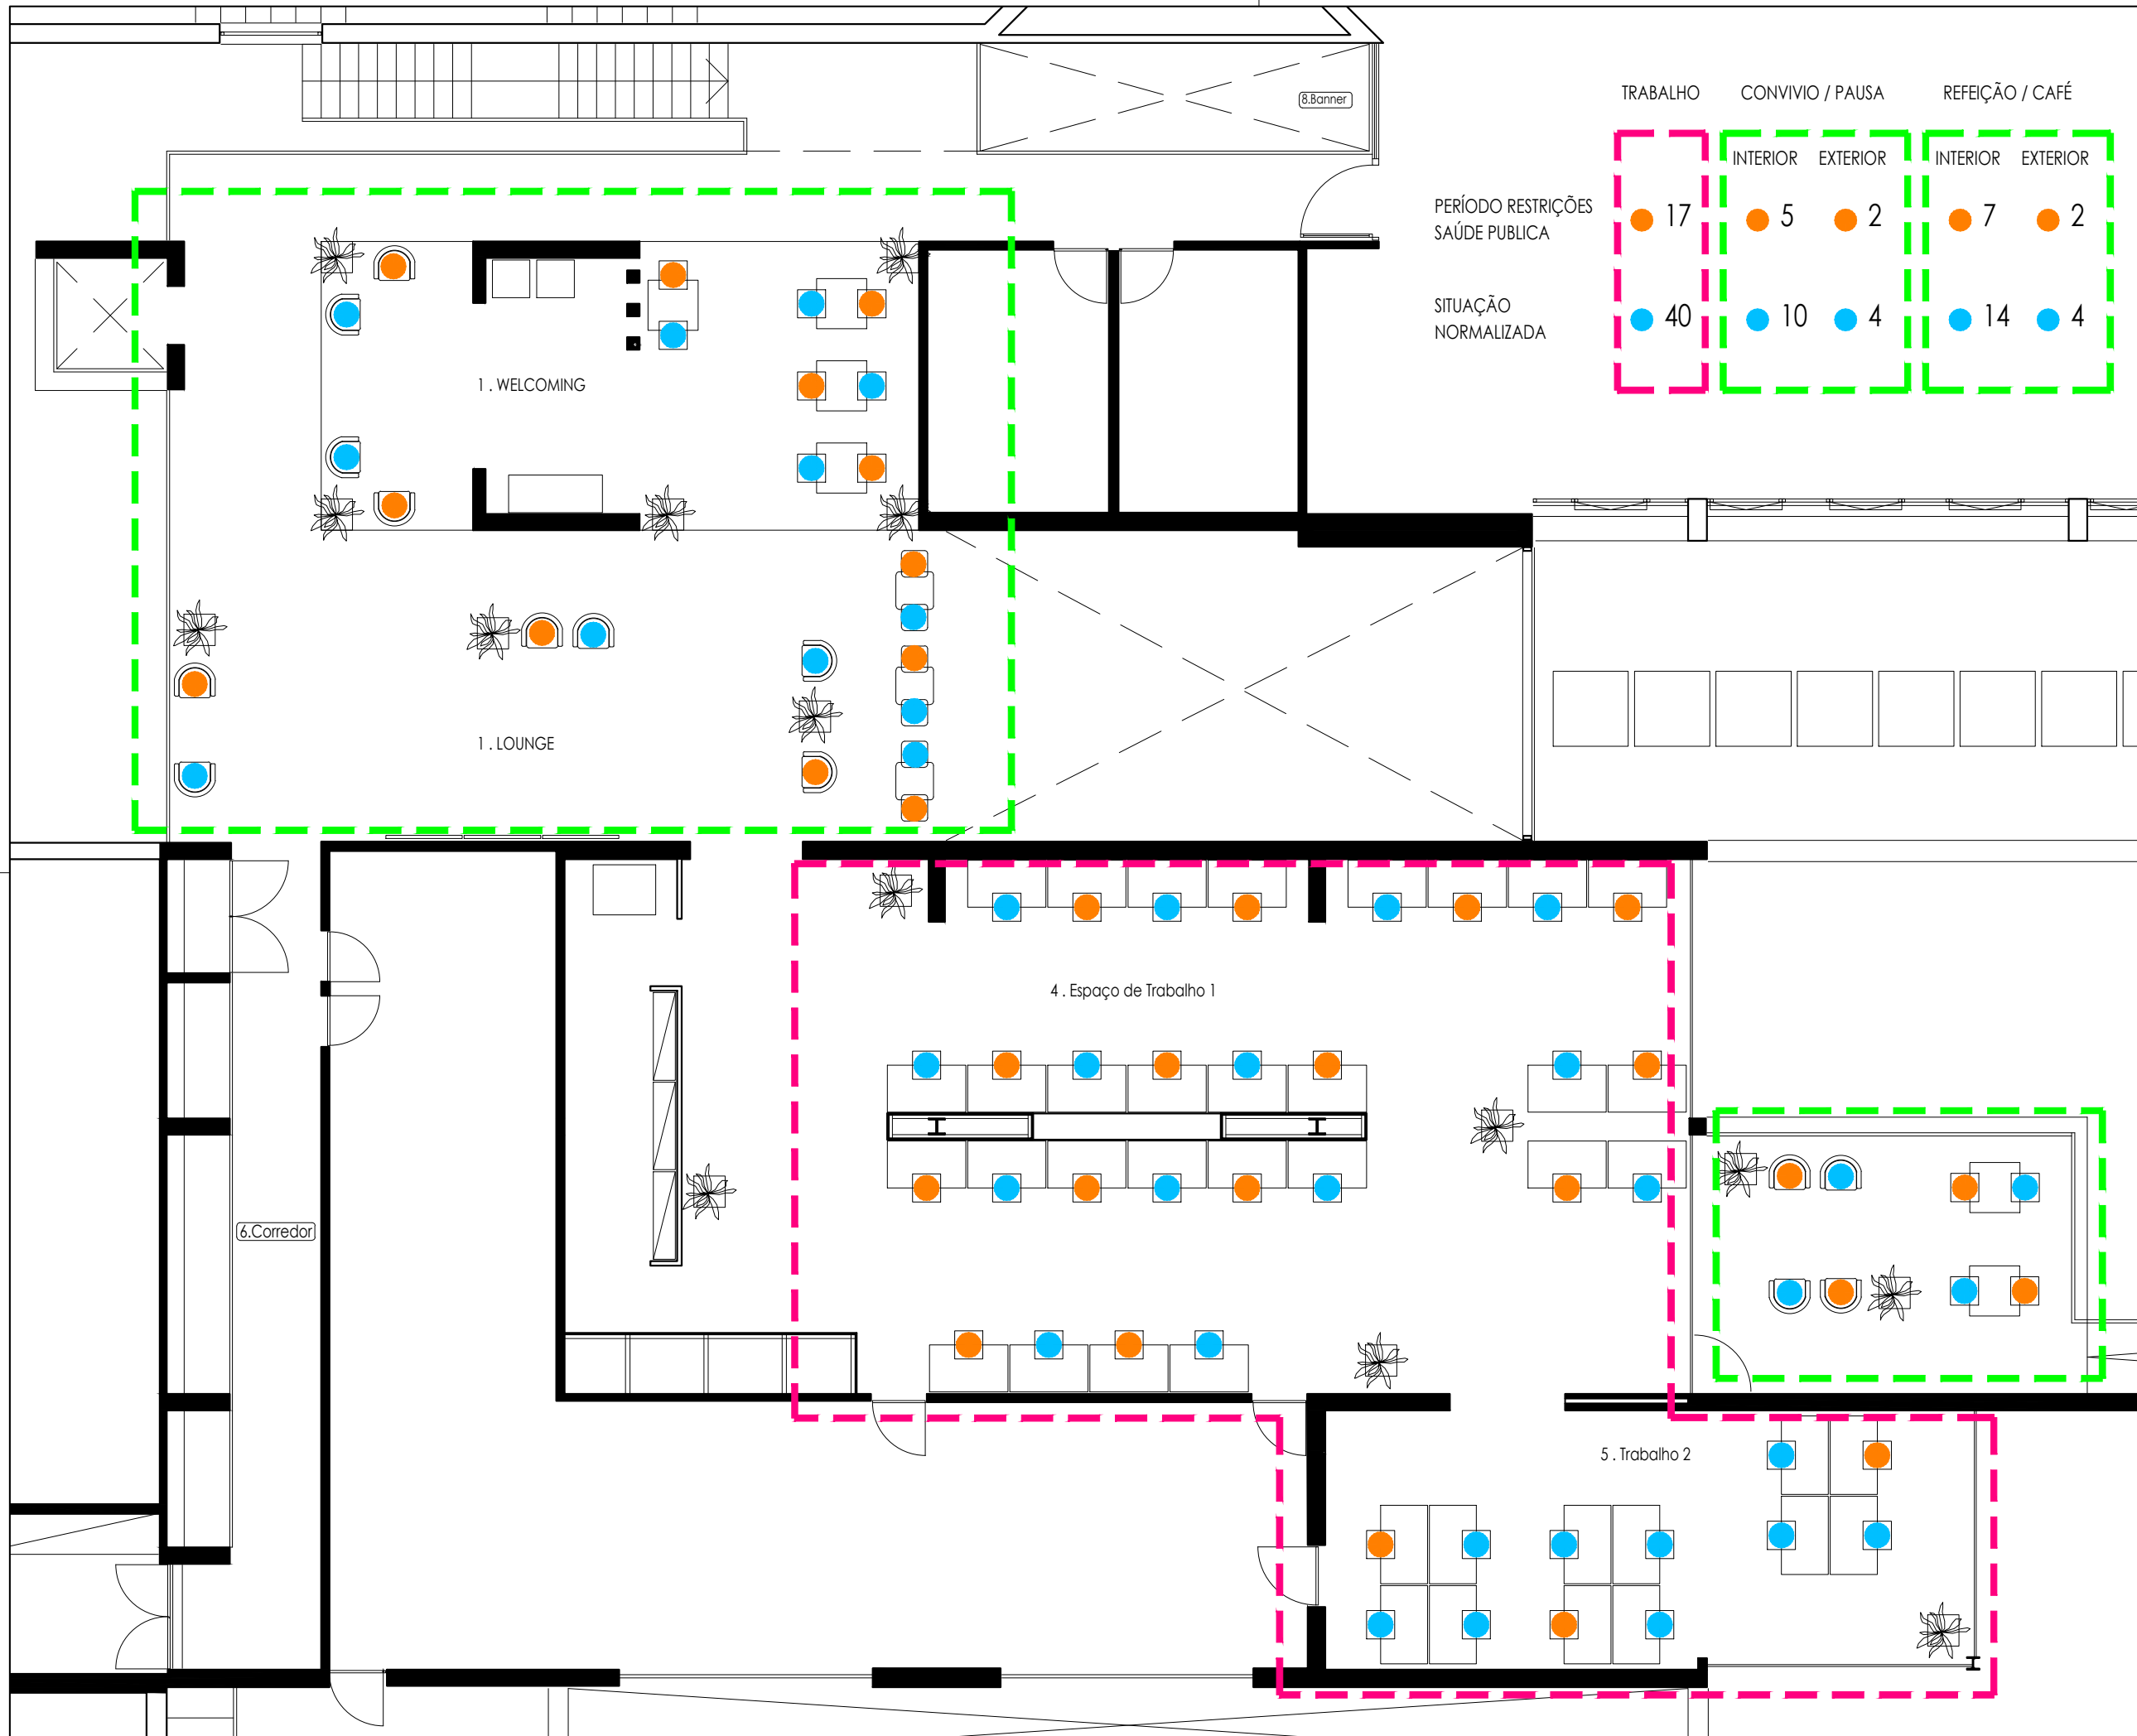 8.Banner
TRABALHO CONVIVIO / PAUSA REFEIÇÃO / CAFÉ
INTERIOR EXTERIOR INTERIOR EXTERIOR
PERÍODO RESTRIÇÕES
SAÚDE PUBLICA
17 5 2 7 2
SITUAÇÃO
NORMALIZADA
40 10 4 14 4
1 . WELCOMING
1 . LOUNGE
4 . Espaço de Trabalho 1
6.Corredor
5 . Trabalho 2